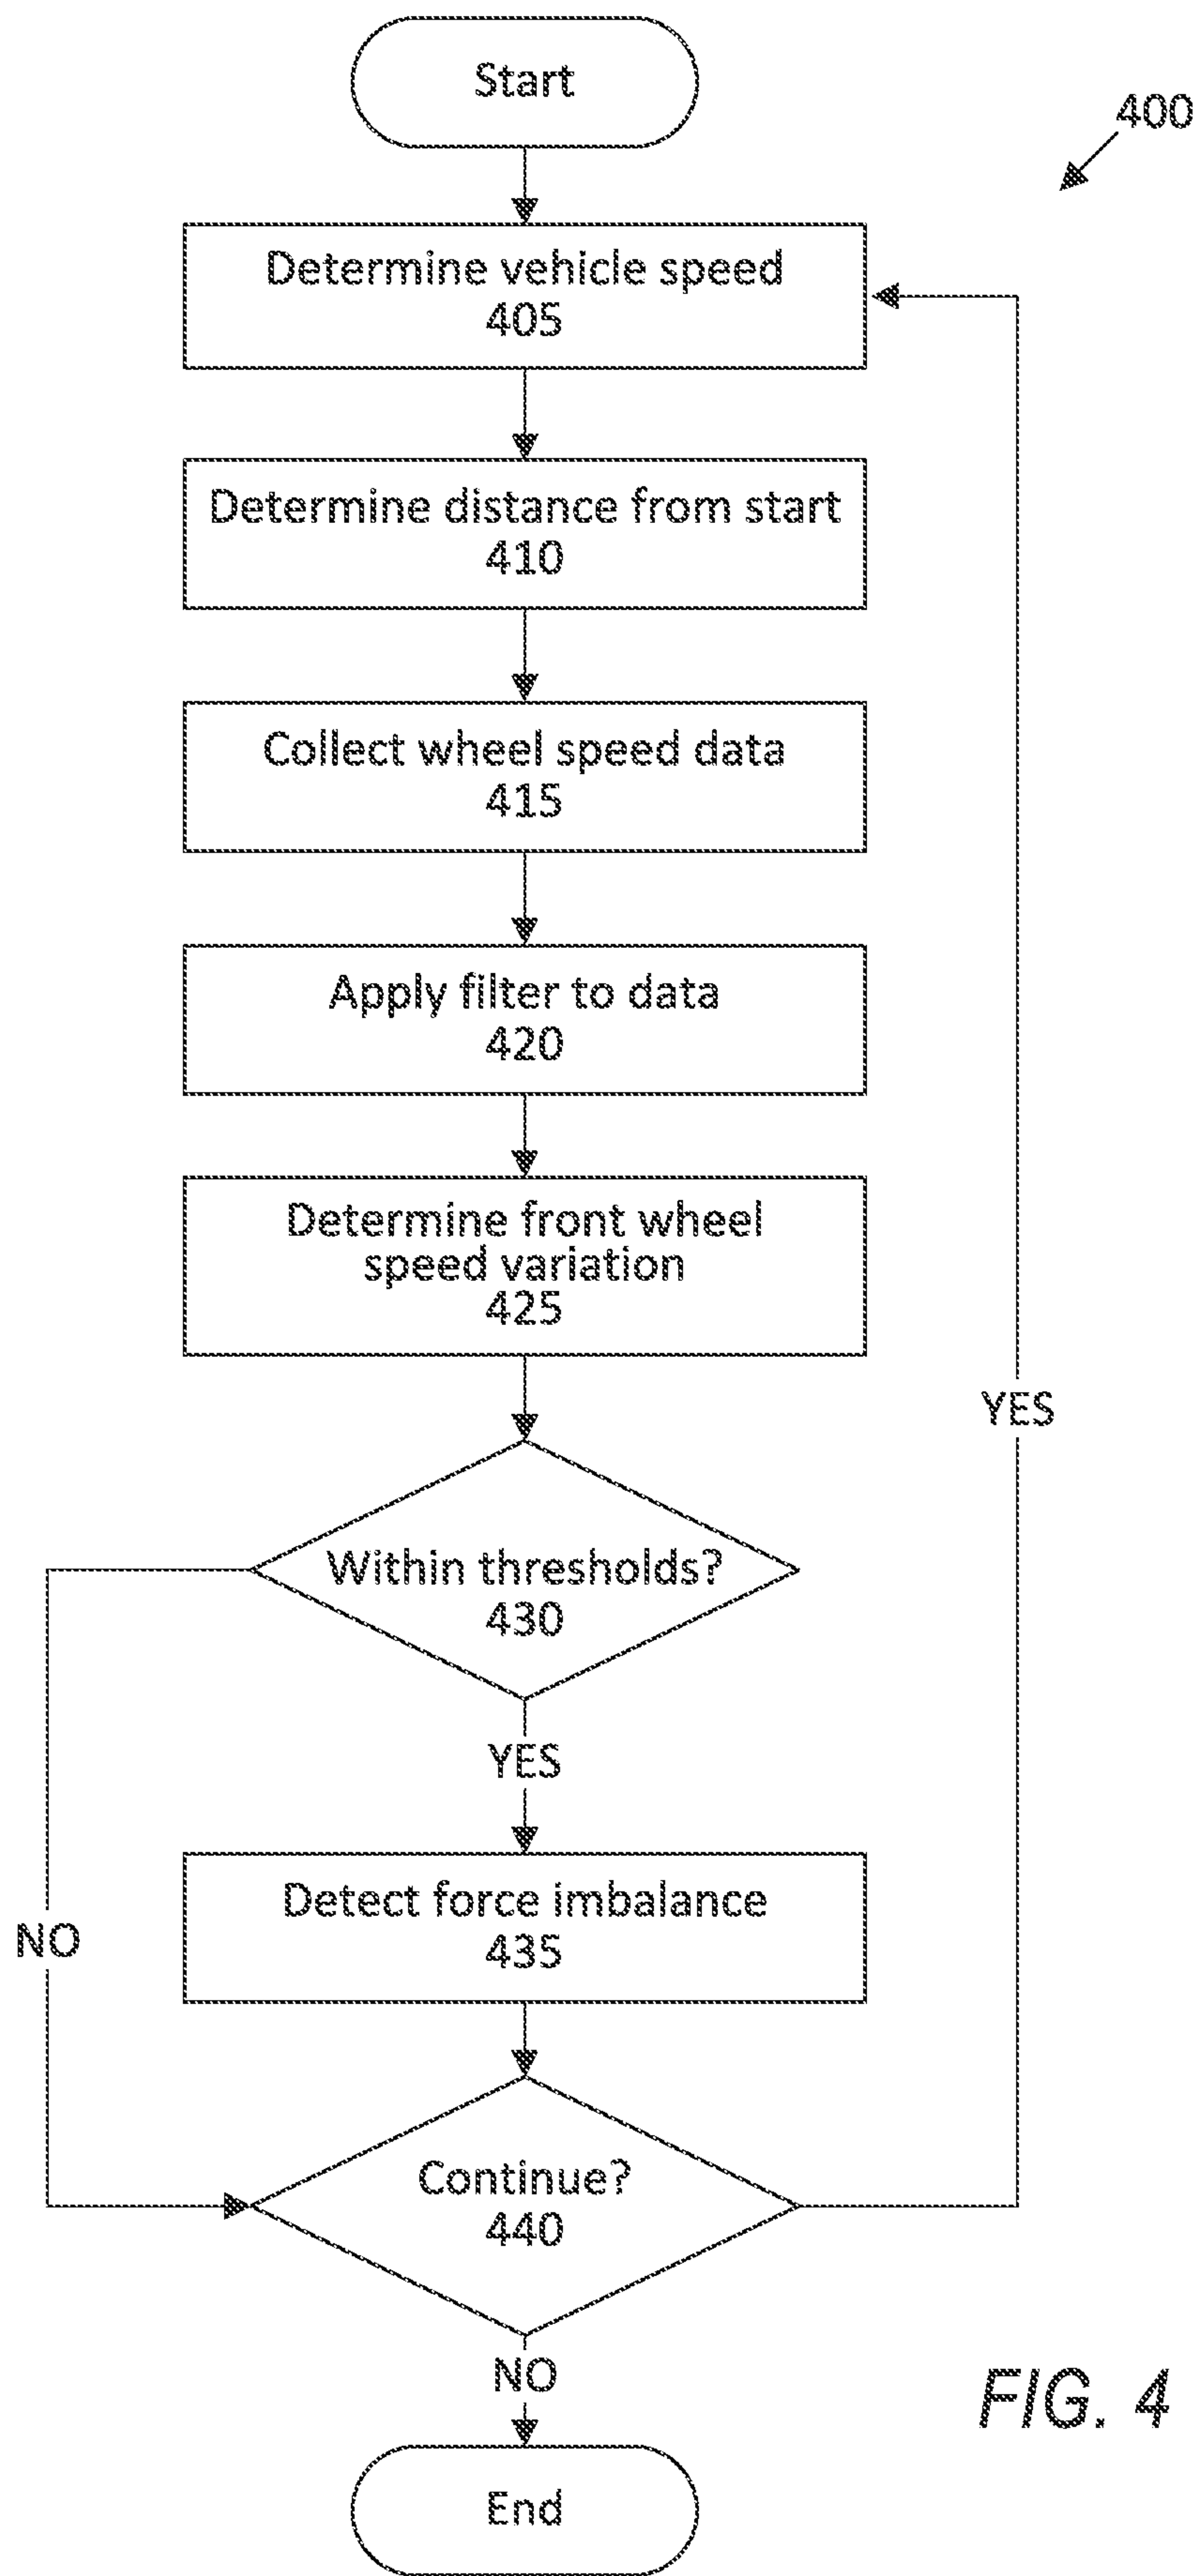 Start
400
Determine vehicle speed
405
Determine distance from start
410
Collect wheel speed data
415
Apply filter to data
420
Determine front wheel
speed variation
425
YES
Within thresholds?
430
YES
Detect force imbalance
435
NO
Continue?
440
NO
FIG. 4
End